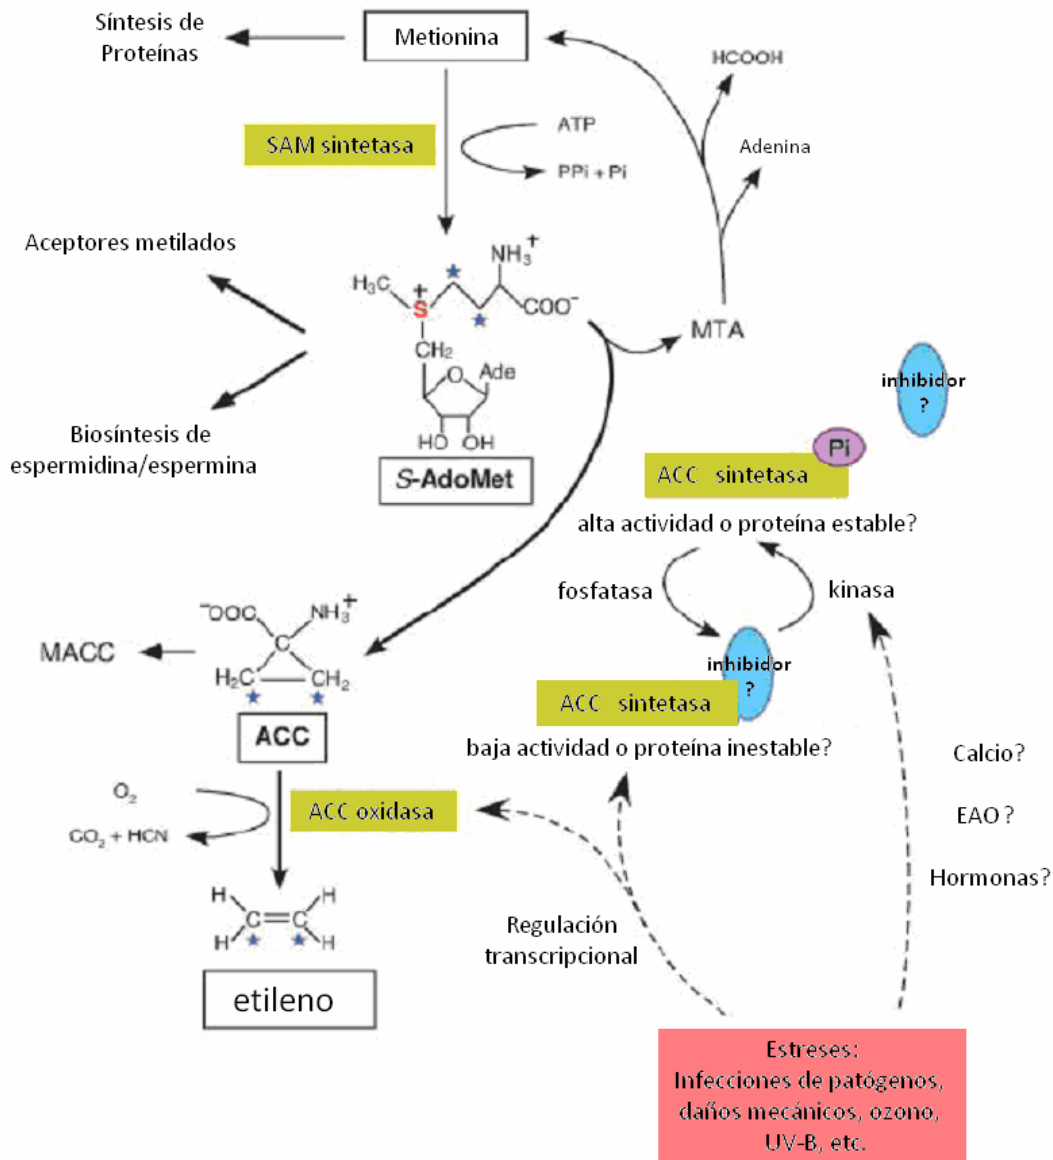 Síntesis de
Proteínas
Metionina
HCOOH
SAM sintetasa
ATP
PPi + Pi
Adenina
Aceptores metilados
NH₃⁺
H₃C
S⁺
COO⁻
CH₂
O
Ade
HO OH
MTA
Biosíntesis de
espermidina/espermina
S-AdoMet
inhibidor
?
Pi
ACC sintetasa
alta actividad o proteína estable?
fosfatasa
kinasa
⁻OOC
NH₃⁺
C
H₂C
CH₂
MACC
ACC
inhibidor
?
ACC sintetasa
baja actividad o proteína inestable?
O₂
CO₂ + HCN
ACC oxidasa
Calcio?
EAO ?
Hormonas?
H H
C C
H H
etileno
Regulación
transcripcional
Estreses:
Infecciones de patógenos,
daños mecánicos, ozono,
UV-B, etc.